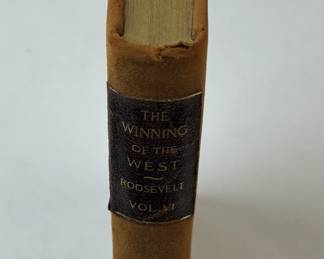 THE
WINNING
OF THE
WEST
ROOSEVELT
VOL. VI